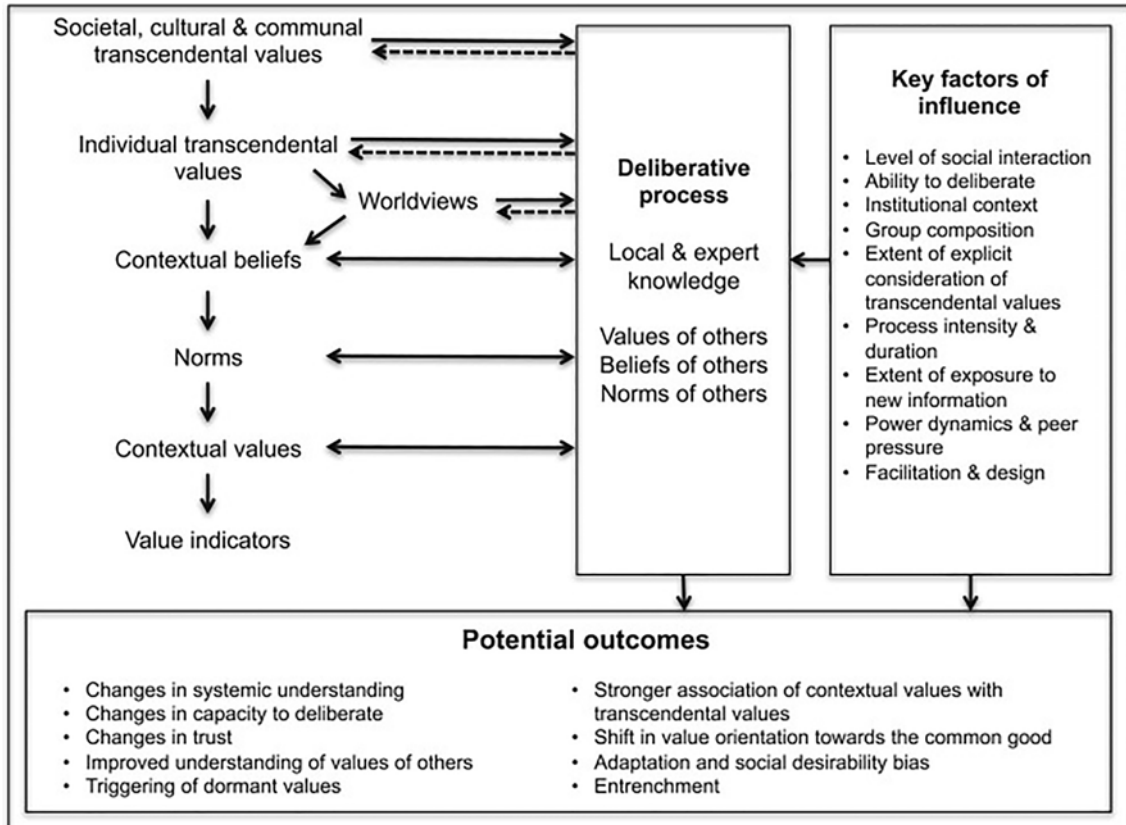 Societal, cultural & communal
transcendental values
Individual transcendental
values
Worldviews
Contextual beliefs
Norms
Contextual values
Value indicators
Deliberative
process
Local & expert
knowledge
Values of others
Beliefs of others
Norms of others
Key factors of
influence
• Level of social interaction
• Ability to deliberate
• Institutional context
• Group composition
• Extent of explicit
consideration of
transcendental values
• Process intensity &
duration
• Extent of exposure to
new information
• Power dynamics & peer
pressure
• Facilitation & design
Potential outcomes
• Changes in systemic understanding
• Changes in capacity to deliberate
• Changes in trust
• Improved understanding of values of others
• Triggering of dormant values
• Stronger association of contextual values with
transcendental values
• Shift in value orientation towards the common good
• Adaptation and social desirability bias
• Entrenchment